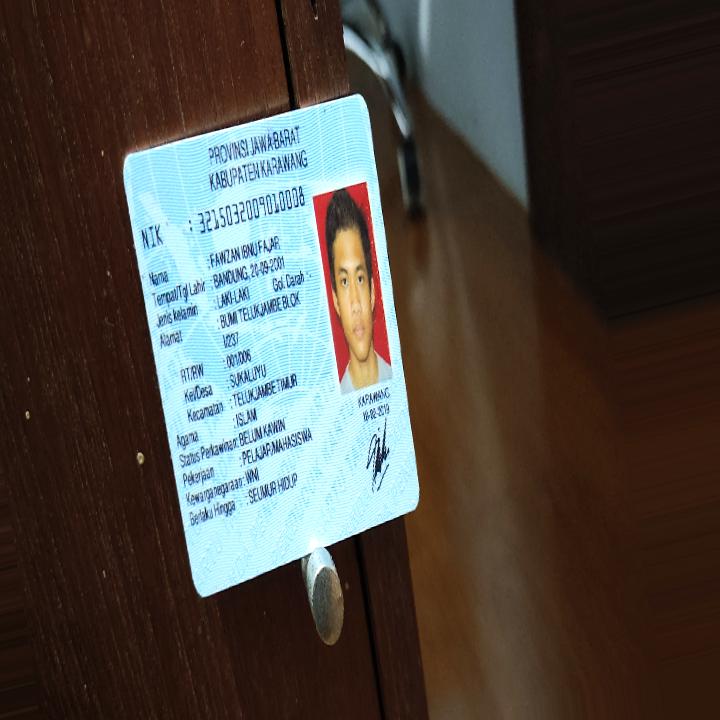 PROVINSI JAWA BARAT
KABUPATEN KARAWANG
NIK : 3215032009010008
Nama : FAWZAN IBNU FAJAR
Tempat/Tgl Lahir : BANDUNG, 20-09-2001
Jenis kelamin : LAKI-LAKI Gol. Darah : -
Alamat : BUMI TELUKJAMBE BLOK
I/237
RT/RW : 001/006
Kel/Desa : SUKALUYU
Kecamatan : TELUKJAMBE TIMUR
Agama : ISLAM
Status Perkawinan: BELUM KAWIN
Pekerjaan : PELAJAR/MAHASISWA
Kewarganegaraan: WNI
Berlaku Hingga : SEUMUR HIDUP
KARAWANG
18-02-2019